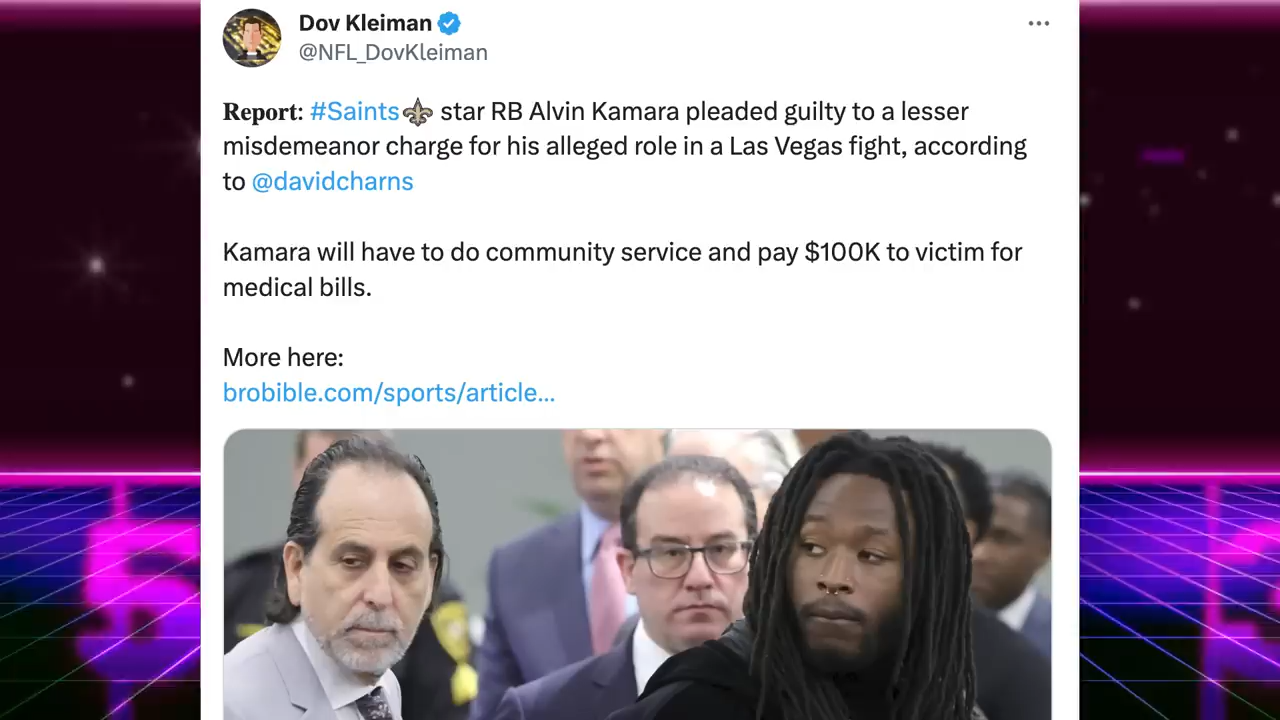 Dov Kleiman
@NFL_DovKleiman
𝐑𝐞𝐩𝐨𝐫𝐭: #Saints⚜️ star RB Alvin Kamara pleaded guilty to a lesser
misdemeanor charge for his alleged role in a Las Vegas fight, according
to @davidcharns
Kamara will have to do community service and pay $100K to victim for
medical bills.
More here:
brobible.com/sports/article...